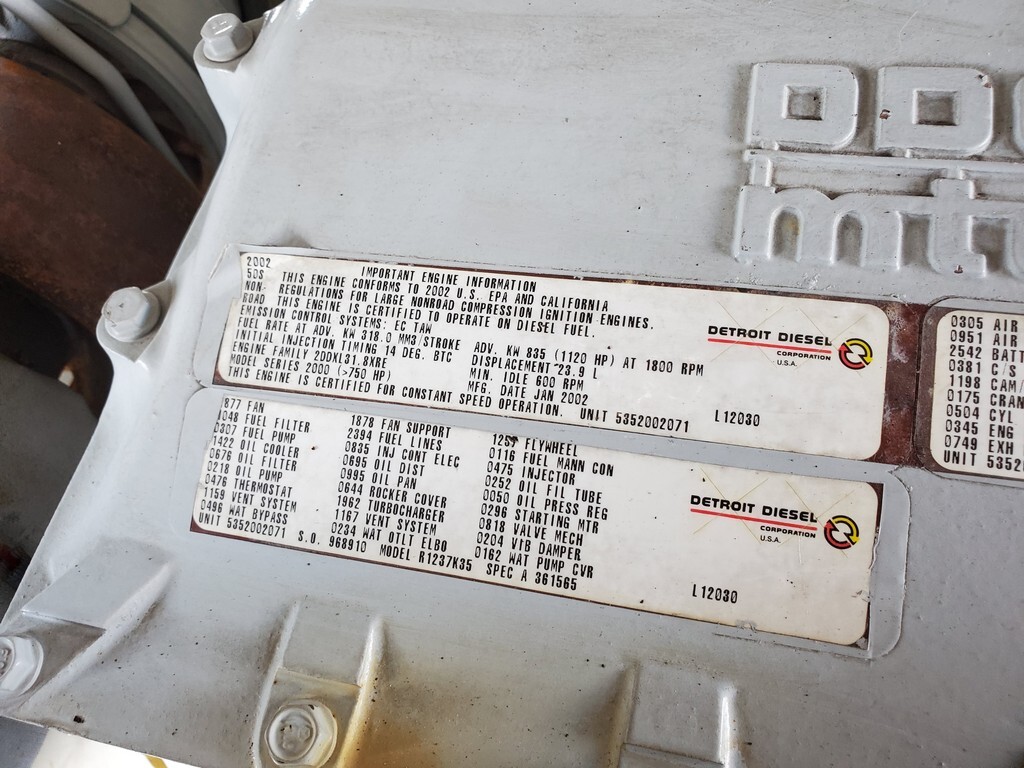 DD
mt
2002 IMPORTANT ENGINE INFORMATION
50S THIS ENGINE CONFORMS TO 2002 U.S. EPA AND CALIFORNIA
NON- REGULATIONS FOR LARGE NONROAD COMPRESSION IGNITION ENGINES.
ROAD THIS ENGINE IS CERTIFIED TO OPERATE ON DIESEL FUEL.
EMISSION CONTROL SYSTEMS: EC TAW
FUEL RATE AT ADV. KW 318.0 MM3/STROKE ADV. KW 835 (1120 HP) AT 1800 RPM
INITIAL INJECTION TIMING 14 DEG. BTC DISPLACEMENT 23.9 L
ENGINE FAMILY 2DDKL31.8XRE MIN. IDLE 600 RPM
MODEL SERIES 2000 (>750 HP) MFG. DATE JAN 2002
THIS ENGINE IS CERTIFIED FOR CONSTANT SPEED OPERATION. UNIT 5352002071 L12030
DETROIT DIESEL
CORPORATION
U.S.A.
877 FAN 1878 FAN SUPPORT FLYWHEEL
1048 FUEL FILTER 2394 FUEL LINES 0116 FUEL MANN CON
0307 FUEL PUMP 0835 INJ CONT ELEC 0475 INJECTOR
1422 OIL COOLER 0695 OIL DIST 0252 OIL FIL TUBE
0676 OIL FILTER 0995 OIL PAN 0050 OIL PRESS REG
0218 OIL PUMP 0644 ROCKER COVER 0296 STARTING MTR
0476 THERMOSTAT 1962 TURBOCHARGER 0818 VALVE MECH
1159 VENT SYSTEM 1167 VENT SYSTEM 0204 VIB DAMPER
0496 WAT BYPASS 0234 WAT OTLT ELBO 0162 WAT PUMP CVR
UNIT 5352002071 S.O. 968910 MODEL R1237K35 SPEC A 361565 L12030
DETROIT DIESEL
CORPORATION
U.S.A.
0305 AIR
0951 AIR
2542 BATT
0381 C/S
1198 CAM/
0175 CRAN
0504 CYL
0345 ENG
0749 EXH
UNIT 5352